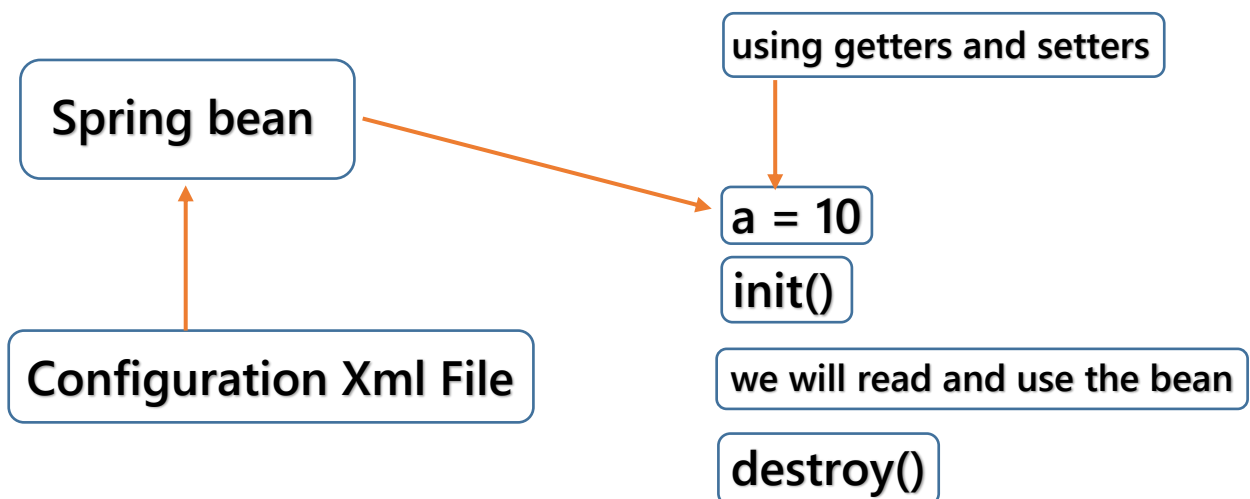 using getters and setters
Spring bean
a = 10
init()
Configuration Xml File
we will read and use the bean
destroy()